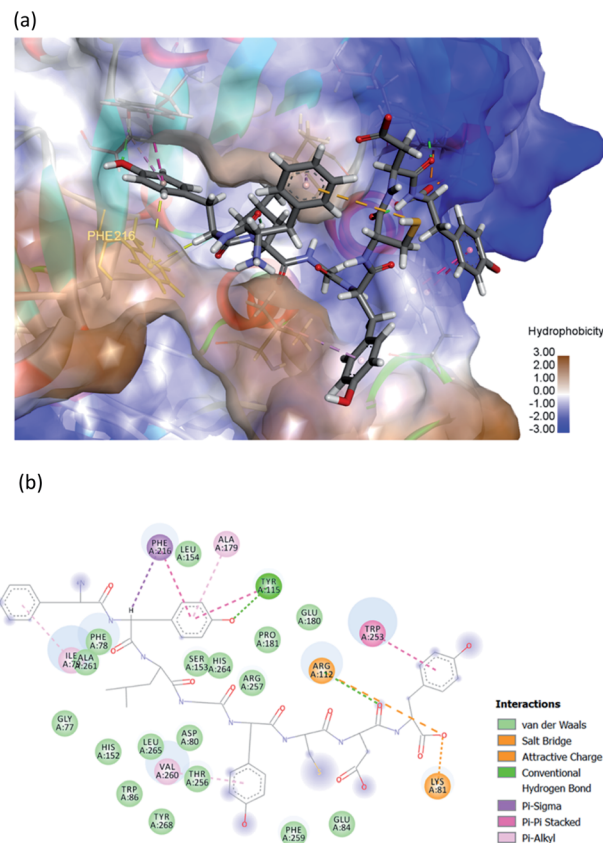 (a)
PHE216
Hydrophobicity
3.00
2.00
1.00
0.00
-1.00
-2.00
-3.00
(b)
PHE
A:216
LEU
A:154
ALA
A:179
TYR
A:115
GLU
A:180
TRP
A:253
PRO
A:181
PHE
A:78
ILE
ALA
A:261
SER
A:153
HIS
A:264
ARG
A:257
ARG
A:112
GLY
A:77
HIS
A:152
LEU
A:265
ASP
A:80
VAL
A:260
THR
A:256
TRP
A:86
TYR
A:268
PHE
A:259
GLU
A:84
LYS
A:81
H
O
N
Interactions
van der Waals
Salt Bridge
Attractive Charge
Conventional
Hydrogen Bond
Pi-Sigma
Pi-Pi Stacked
Pi-Alkyl